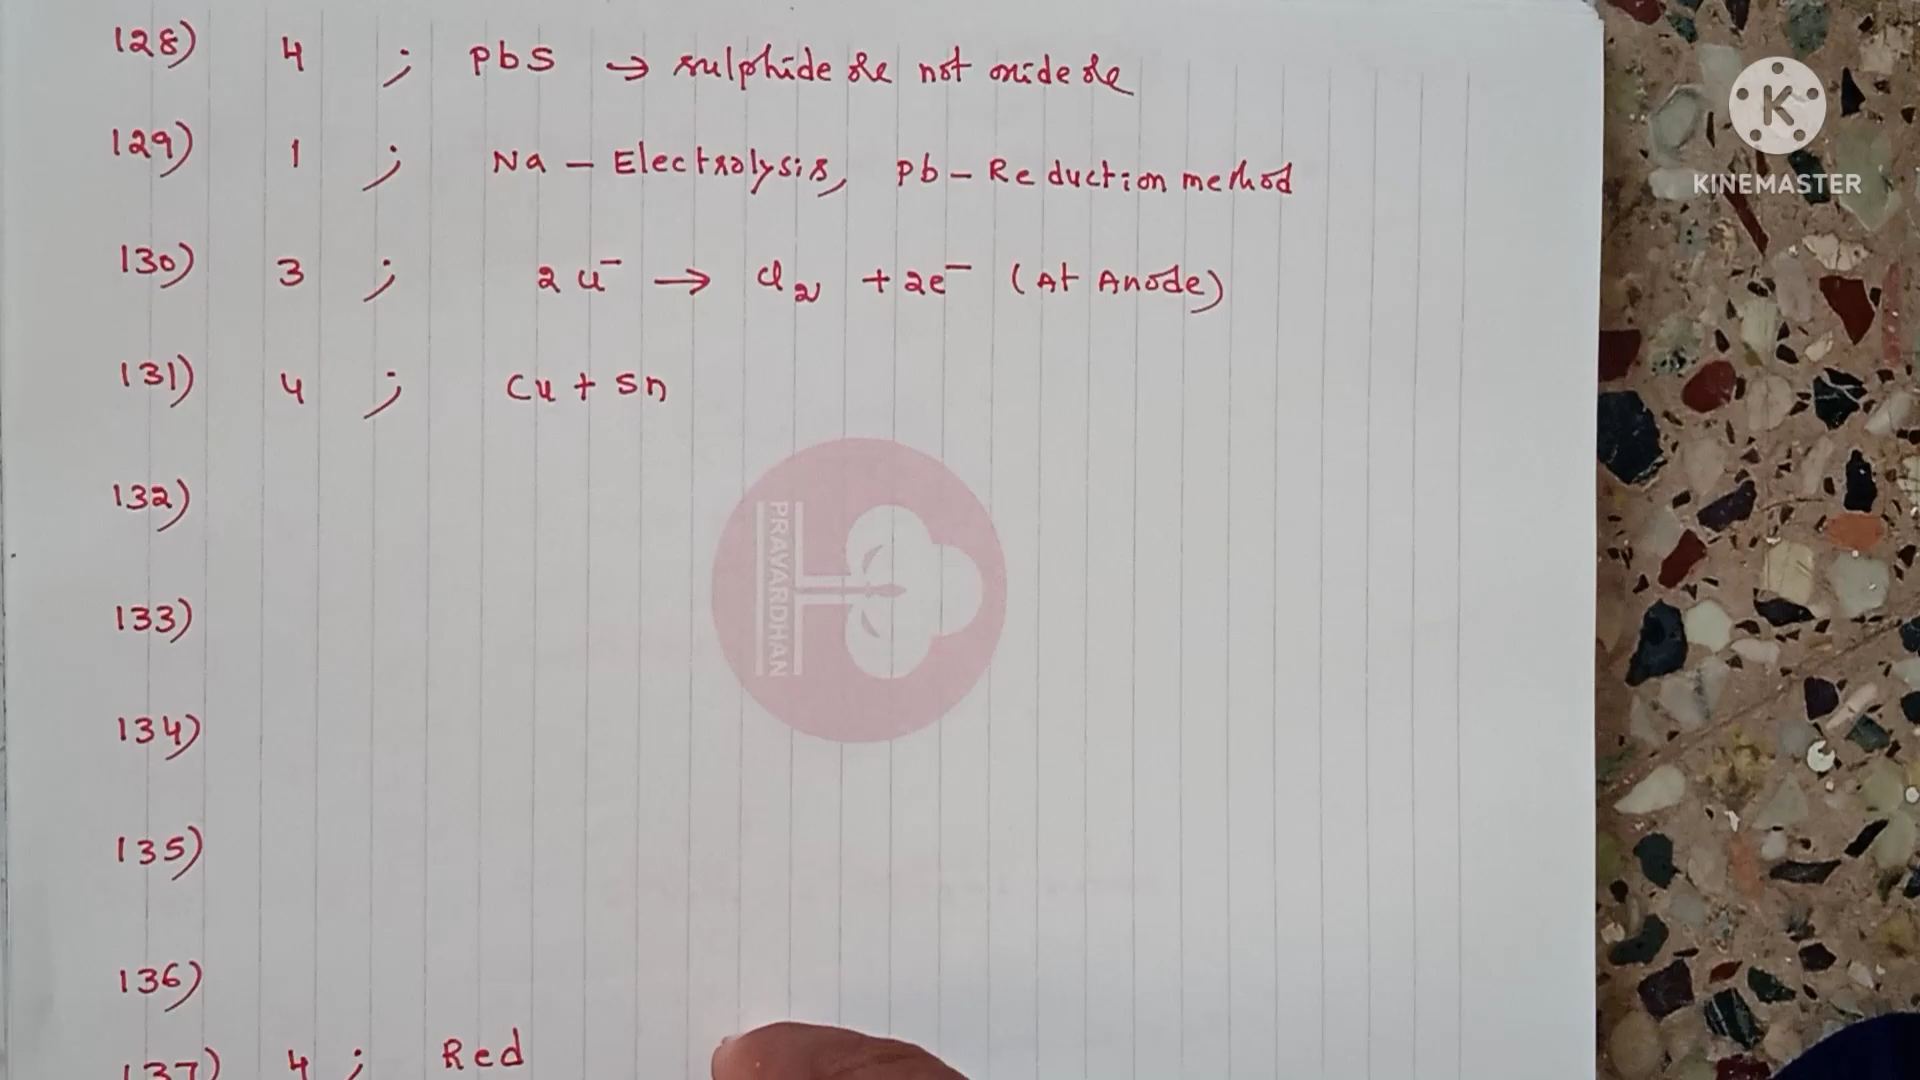 128) 4 ; PbS → sulphide ore not oxide ore
129) 1 ; Na – Electrolysis, Pb – Reduction method
130) 3 ; 2Cl⁻ → Cl₂ + 2e⁻ (At Anode)
131) 4 ; Cu + Sn
132)
133)
134)
135)
136)
137) 4 ; Red
PRAVARDHAN
K
KINEMASTER